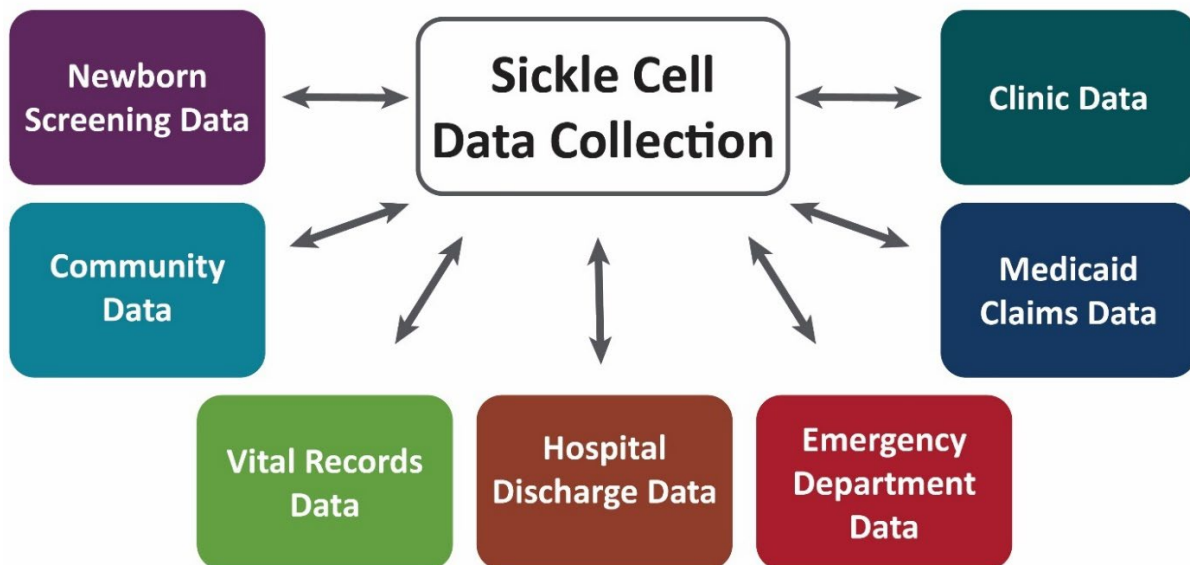 Newborn
Screening Data
Sickle Cell
Data Collection
Clinic Data
Community
Data
Medicaid
Claims Data
Vital Records
Data
Hospital
Discharge Data
Emergency
Department
Data